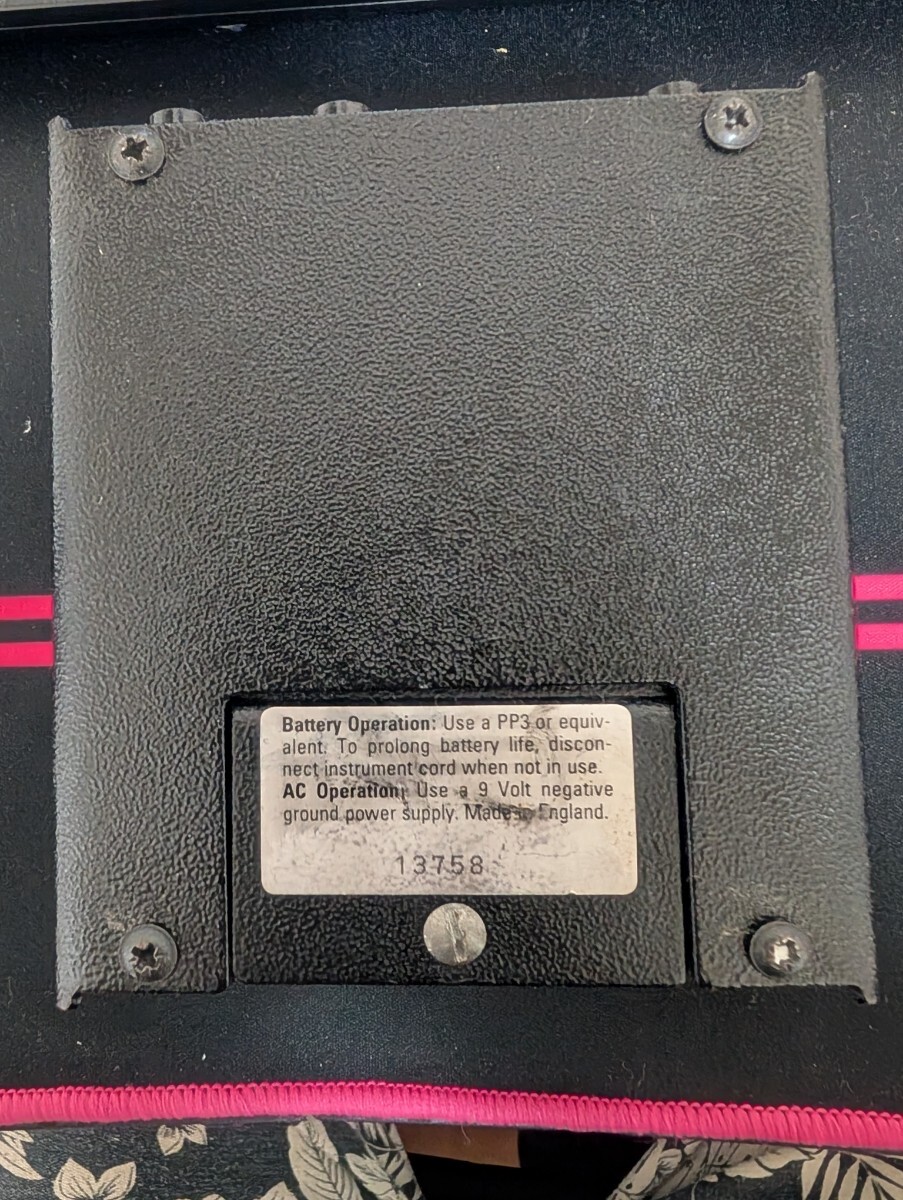 Battery Operation: Use a PP3 or equiv-
alent. To prolong battery life, discon-
nect instrument cord when not in use.
AC Operation: Use a 9 Volt negative
ground power supply. Made in England.
13758